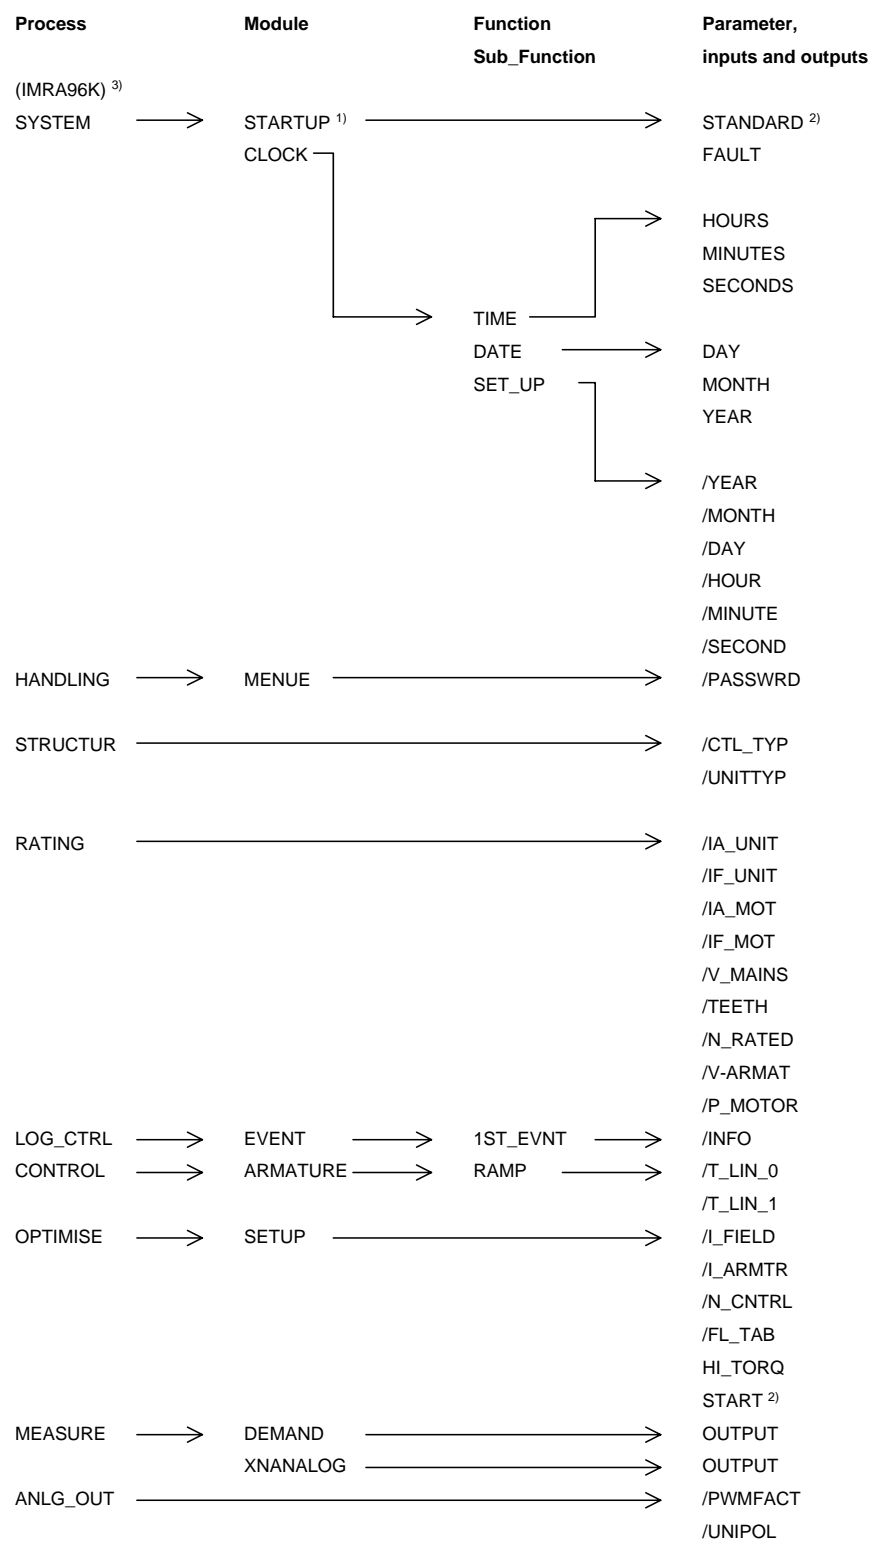 Process Module Function Parameter,
Sub_Function inputs and outputs
(IMRA96K) 3)
SYSTEM STARTUP 1) STANDARD 2)
CLOCK FAULT
HOURS
MINUTES
SECONDS
TIME
DATE DAY
SET_UP MONTH
YEAR
/YEAR
/MONTH
/DAY
/HOUR
/MINUTE
/SECOND
HANDLING MENUE /PASSWRD
STRUCTUR /CTL_TYP
/UNITTYP
RATING /IA_UNIT
/IF_UNIT
/IA_MOT
/IF_MOT
/V_MAINS
/TEETH
/N_RATED
/V-ARMAT
/P_MOTOR
LOG_CTRL EVENT 1ST_EVNT /INFO
CONTROL ARMATURE RAMP /T_LIN_0
/T_LIN_1
OPTIMISE SETUP /I_FIELD
/I_ARMTR
/N_CNTRL
/FL_TAB
HI_TORQ
START 2)
MEASURE DEMAND OUTPUT
XNANALOG OUTPUT
ANLG_OUT /PWMFACT
/UNIPOL